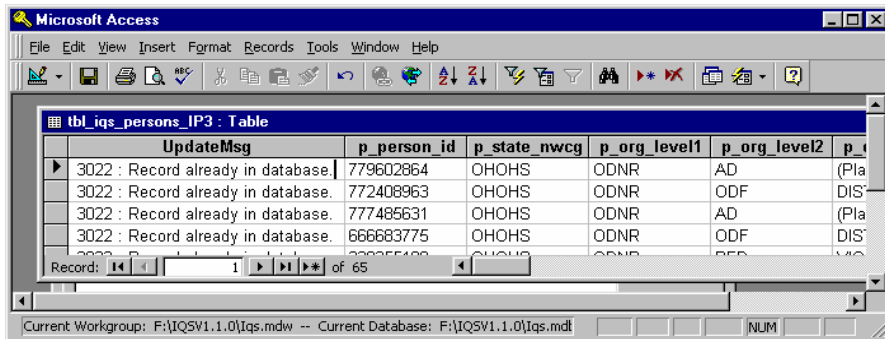 Microsoft Access
File Edit View Insert Format Records Tools Window Help
tbl_iqs_persons_IP3 : Table
UpdateMsg p_person_id p_state_nwcg p_org_level1 p_org_level2
3022 : Record already in database. 779602864 OHOHS ODNR AD (Pla
3022 : Record already in database. 772408963 OHOHS ODNR ODF DIS
3022 : Record already in database. 777485631 OHOHS ODNR AD (Pla
3022 : Record already in database. 666683775 OHOHS ODNR ODF DIS
Record: 1 of 65
Current Workgroup: F:\IQSV1.1.0\Iqs.mdw -- Current Database: F:\IQSV1.1.0\Iqs.mdb NUM